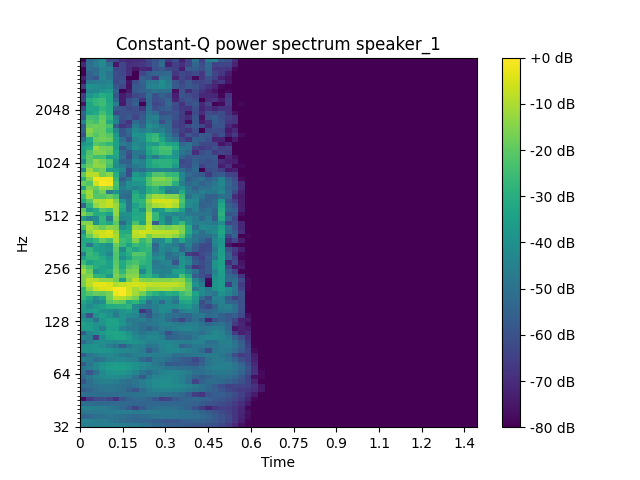 Constant-Q power spectrum speaker_1
Hz
2048
1024
512
256
128
64
32
0 0.15 0.3 0.45 0.6 0.75 0.9 1.1 1.2 1.4
Time
+0 dB
-10 dB
-20 dB
-30 dB
-40 dB
-50 dB
-60 dB
-70 dB
-80 dB